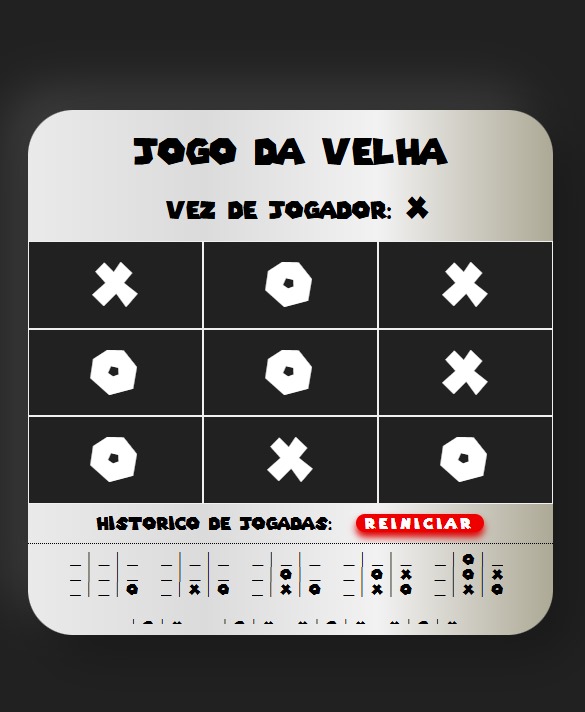 JOGO DA VELHA
VEZ DE JOGADOR: X
X O X
O O X
O X O
HISTORICO DE JOGADAS: REINICIAR
_ | _ | _ _ | _ | _ _ | _ | _ _ | _ | _ _ | O | _
_ | _ | _ _ | _ | _ _ | O | _ _ | O | X _ | O | X
_ | _ | O _ | X | O _ | X | O _ | X | O _ | X | O